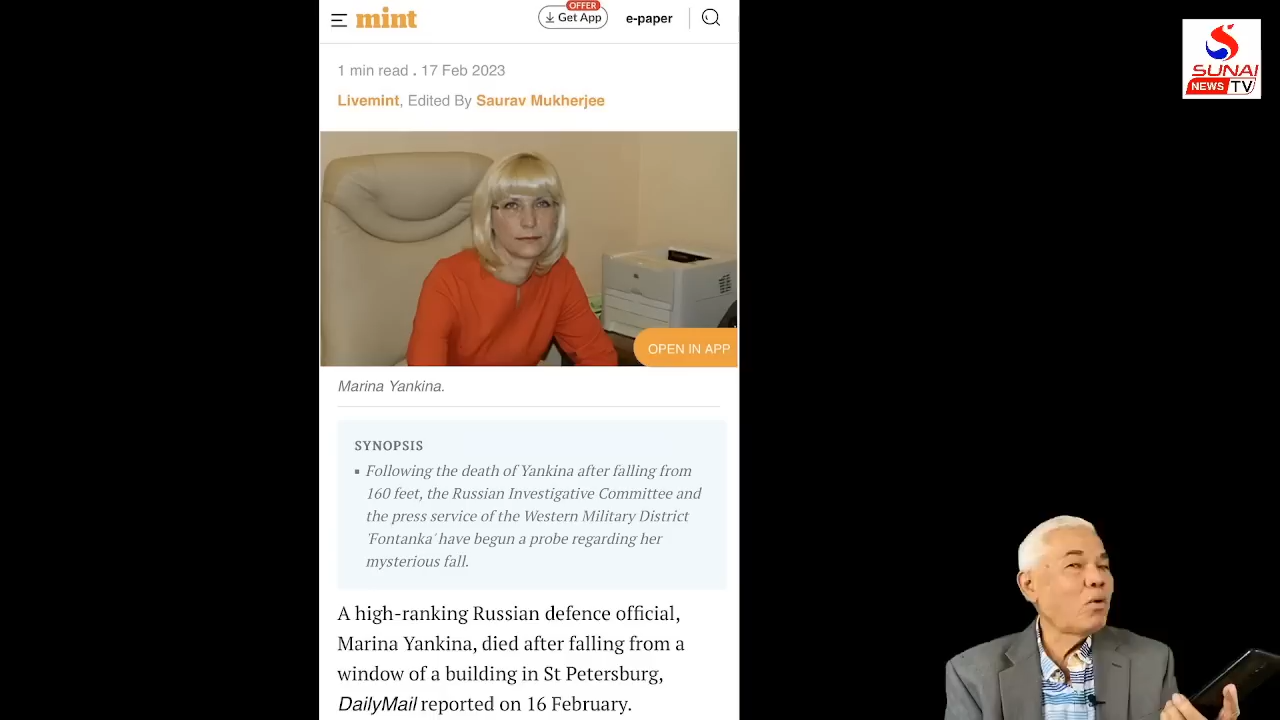 mint
OFFER
Get App
e-paper
1 min read . 17 Feb 2023
Livemint, Edited By Saurav Mukherjee
SUNAI
NEWS TV
OPEN IN APP
Marina Yankina.
SYNOPSIS
Following the death of Yankina after falling from
160 feet, the Russian Investigative Committee and
the press service of the Western Military District
'Fontanka' have begun a probe regarding her
mysterious fall.
A high-ranking Russian defence official,
Marina Yankina, died after falling from a
window of a building in St Petersburg,
DailyMail reported on 16 February.